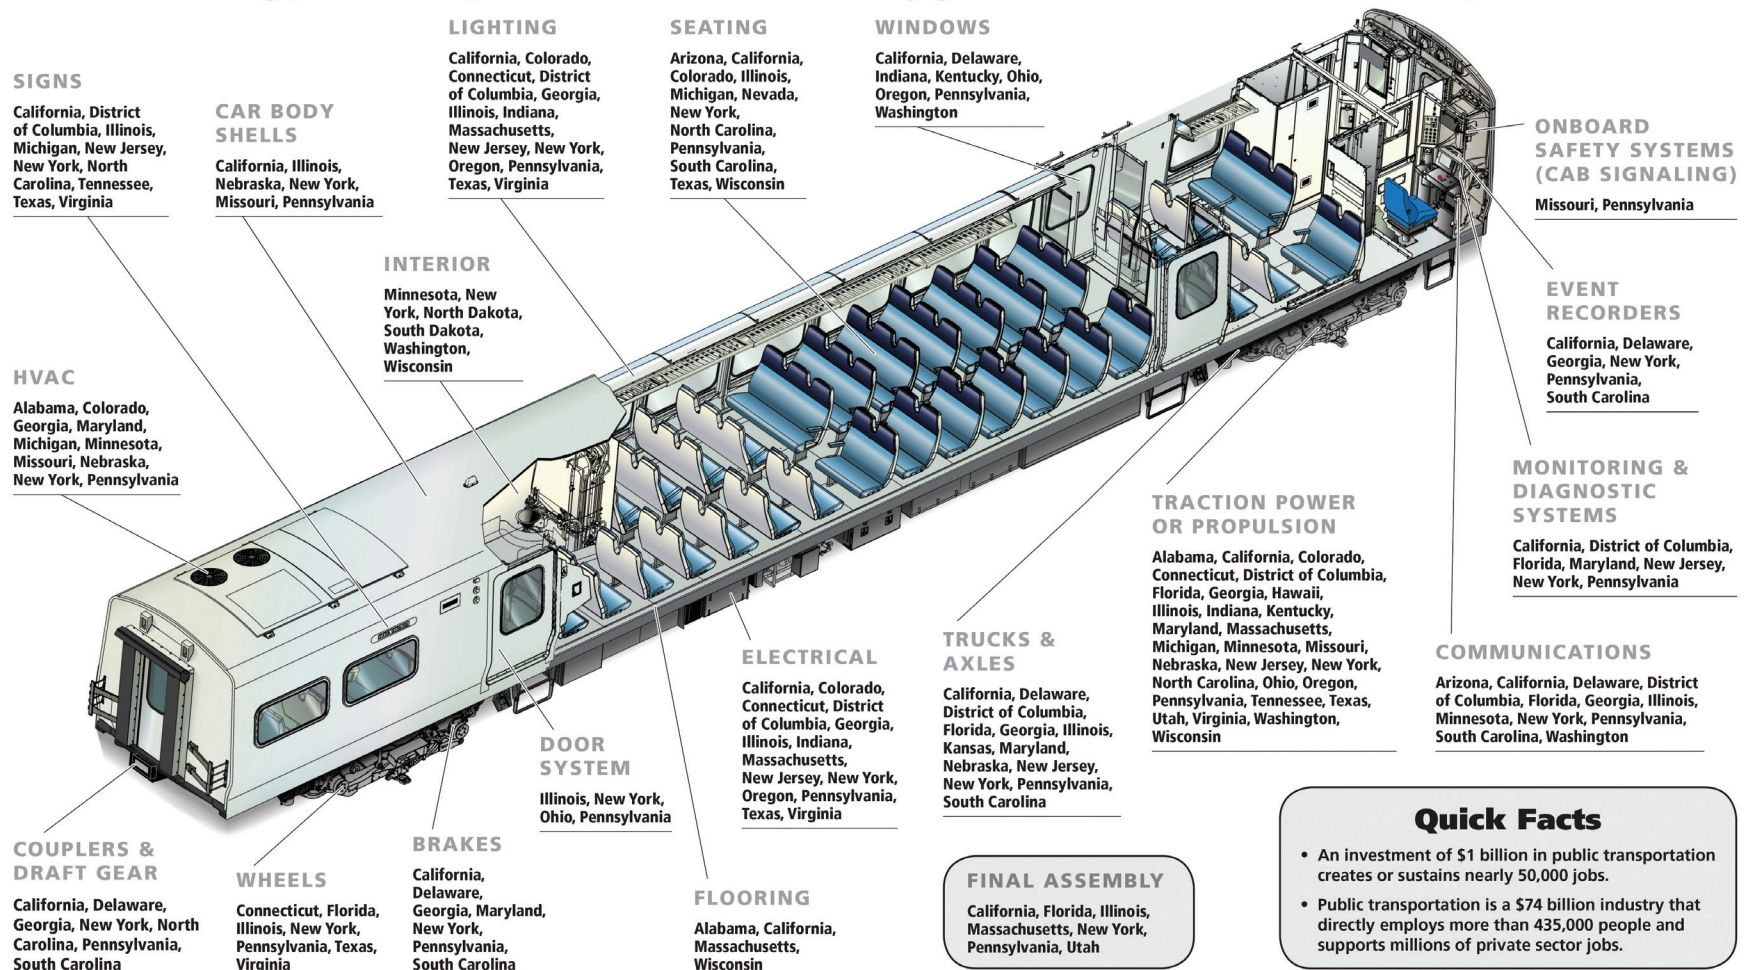 SIGNS
California, District
of Columbia, Illinois,
Michigan, New Jersey,
New York, North
Carolina, Tennessee,
Texas, Virginia
CAR BODY
SHELLS
California, Illinois,
Nebraska, New York,
Missouri, Pennsylvania
LIGHTING
California, Colorado,
Connecticut, District
of Columbia, Georgia,
Illinois, Indiana,
Massachusetts,
New Jersey, New York,
Oregon, Pennsylvania,
Texas, Virginia
SEATING
Arizona, California,
Colorado, Illinois,
Michigan, Nevada,
New York,
North Carolina,
Pennsylvania,
South Carolina,
Texas, Wisconsin
WINDOWS
California, Delaware,
Indiana, Kentucky, Ohio,
Oregon, Pennsylvania,
Washington
ONBOARD
SAFETY SYSTEMS
(CAB SIGNALING)
Missouri, Pennsylvania
INTERIOR
Minnesota, New
York, North Dakota,
South Dakota,
Washington,
Wisconsin
EVENT
RECORDERS
California, Delaware,
Georgia, New York,
Pennsylvania,
South Carolina
HVAC
Alabama, Colorado,
Georgia, Maryland,
Michigan, Minnesota,
Missouri, Nebraska,
New York, Pennsylvania
MONITORING &
DIAGNOSTIC
SYSTEMS
California, District of Columbia,
Florida, Maryland, New Jersey,
New York, Pennsylvania
TRACTION POWER
OR PROPULSION
Alabama, California, Colorado,
Connecticut, District of Columbia,
Florida, Georgia, Hawaii,
Illinois, Indiana, Kentucky,
Maryland, Massachusetts,
Michigan, Minnesota, Missouri,
Nebraska, New Jersey, New York,
North Carolina, Ohio, Oregon,
Pennsylvania, Tennessee, Texas,
Utah, Virginia, Washington,
Wisconsin
COMMUNICATIONS
Arizona, California, Delaware, District
of Columbia, Florida, Georgia, Illinois,
Minnesota, New York, Pennsylvania,
South Carolina, Washington
TRUCKS &
AXLES
California, Delaware,
District of Columbia,
Florida, Georgia, Illinois,
Kansas, Maryland,
Nebraska, New Jersey,
New York, Pennsylvania,
South Carolina
ELECTRICAL
California, Colorado,
Connecticut, District
of Columbia, Georgia,
Illinois, Indiana,
Massachusetts,
New Jersey, New York,
Oregon, Pennsylvania,
Texas, Virginia
DOOR
SYSTEM
Illinois, New York,
Ohio, Pennsylvania
COUPLERS &
DRAFT GEAR
California, Delaware,
Georgia, New York, North
Carolina, Pennsylvania,
South Carolina
WHEELS
Connecticut, Florida,
Illinois, New York,
Pennsylvania, Texas,
Virginia
BRAKES
California,
Delaware,
Georgia, Maryland,
New York,
Pennsylvania,
South Carolina
FLOORING
Alabama, California,
Massachusetts,
Wisconsin
FINAL ASSEMBLY
California, Florida, Illinois,
Massachusetts, New York,
Pennsylvania, Utah
Quick Facts
• An investment of $1 billion in public transportation
creates or sustains nearly 50,000 jobs.
• Public transportation is a $74 billion industry that
directly employs more than 435,000 people and
supports millions of private sector jobs.